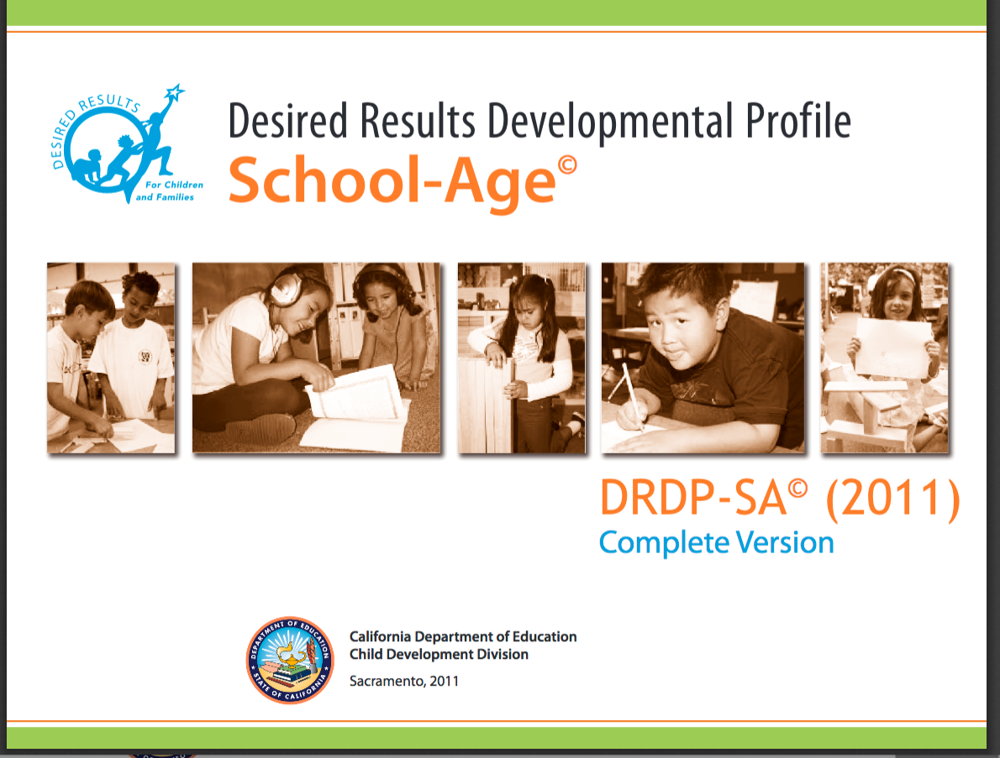 DESIRED RESULTS
For Children
and Families
Desired Results Developmental Profile
School-Age©
DRDP-SA© (2011)
Complete Version
DEPARTMENT OF EDUCATION
STATE OF CALIFORNIA
California Department of Education
Child Development Division
Sacramento, 2011